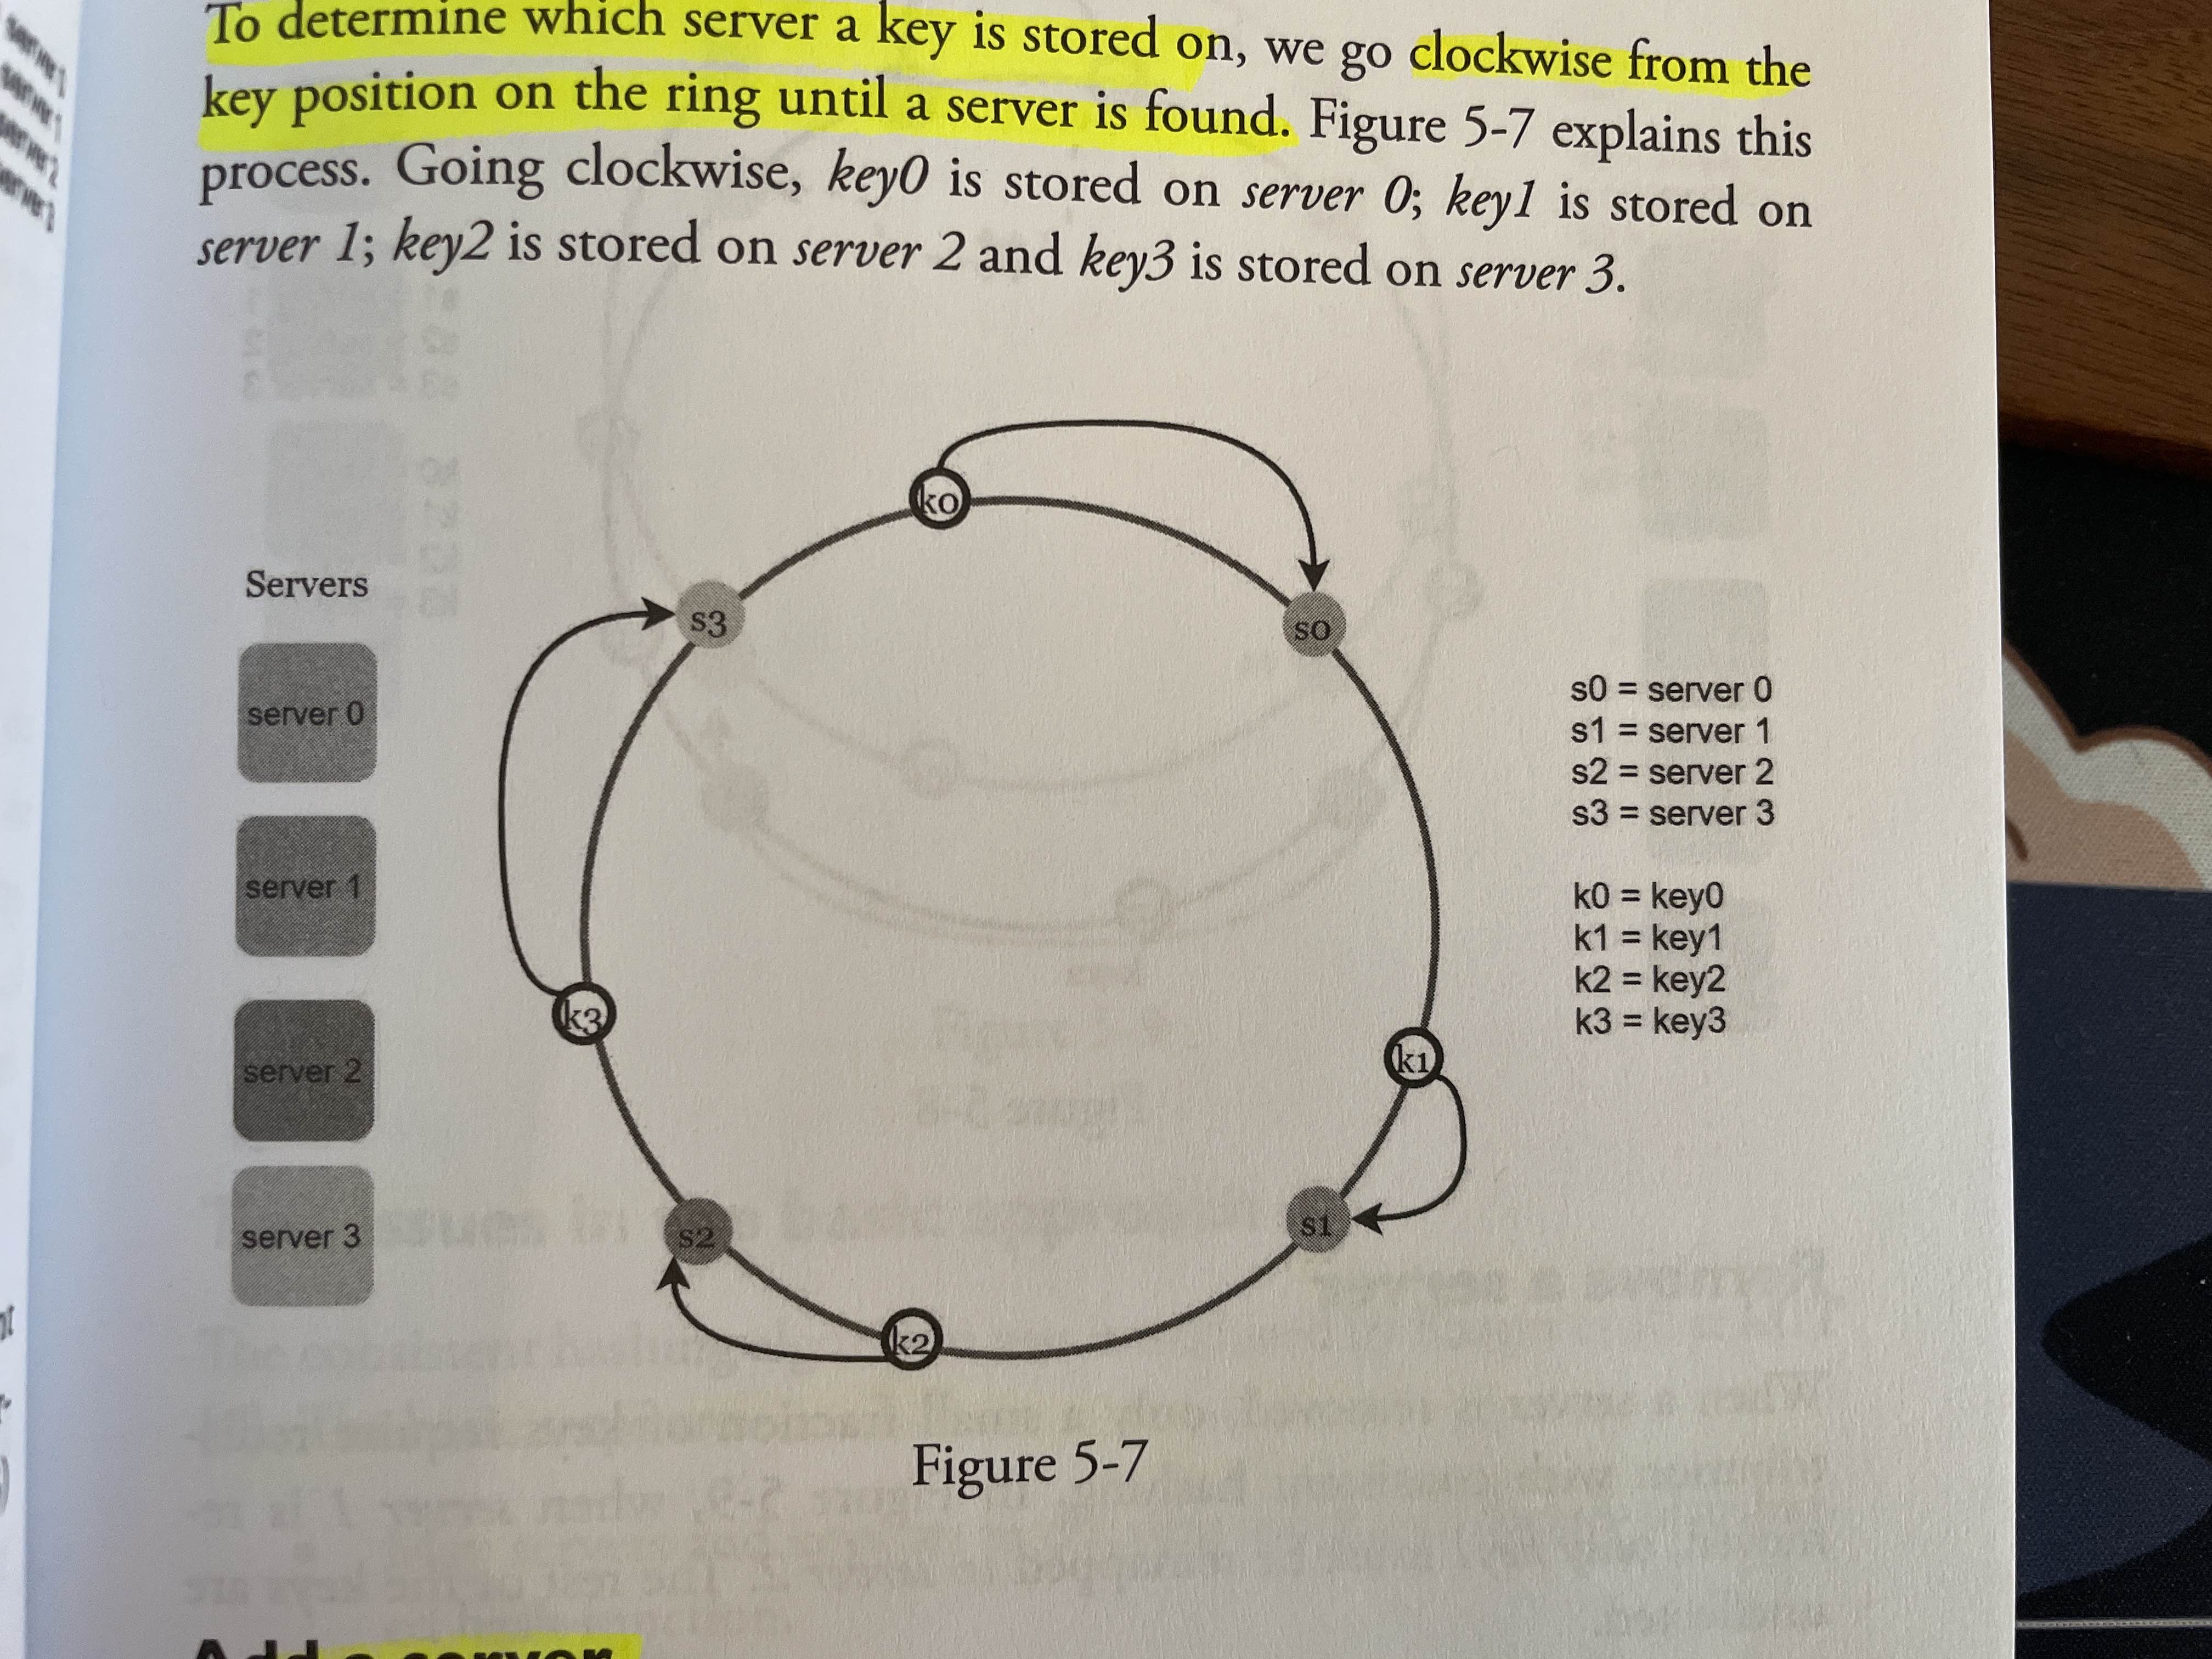 To determine which server a key is stored on, we go clockwise from the
key position on the ring until a server is found. Figure 5-7 explains this
process. Going clockwise, key0 is stored on server 0; key1 is stored on
server 1; key2 is stored on server 2 and key3 is stored on server 3.
Servers
server 0
server 1
server 2
server 3
k0
s0
k1
s1
k2
s2
k3
s3
s0 = server 0
s1 = server 1
s2 = server 2
s3 = server 3
k0 = key0
k1 = key1
k2 = key2
k3 = key3
Figure 5-7
Add a server